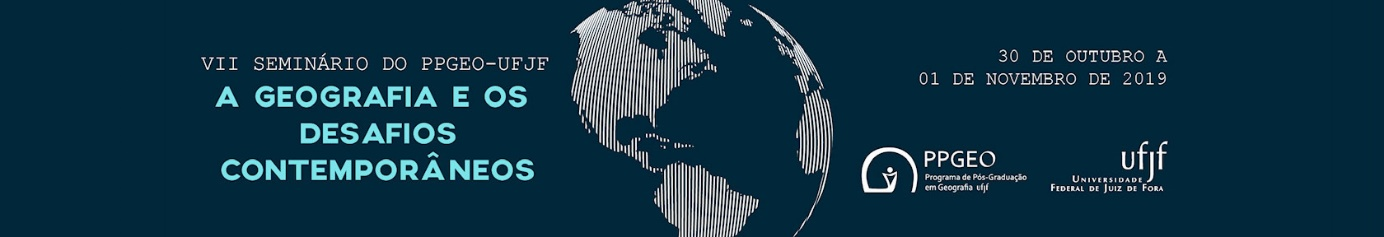 VII SEMINÁRIO DO PPGEO-UFJF
A GEOGRAFIA E OS
DESAFIOS
CONTEMPORÂNEOS
30 DE OUTUBRO A
01 DE NOVEMBRO DE 2019
PPGEO
Programa de Pós-Graduação
em Geografia ufjf
ufjf
UNIVERSIDADE
FEDERAL DE JUIZ DE FORA